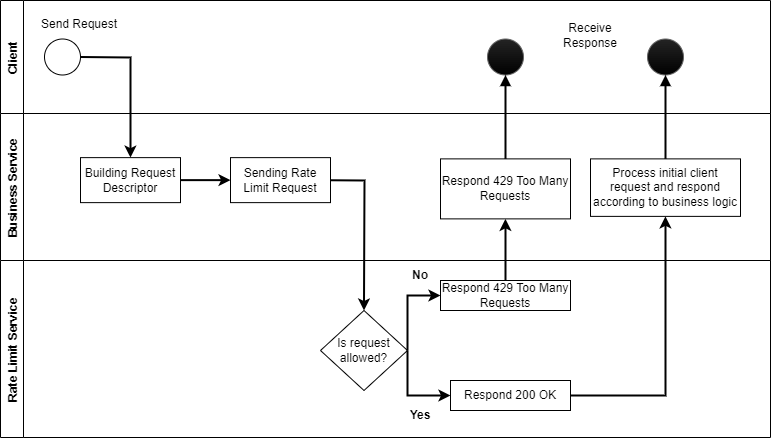 Client
Send Request
Receive
Response
Business Service
Building Request
Descriptor
Sending Rate
Limit Request
Respond 429 Too Many
Requests
Process initial client
request and respond
according to business logic
Rate Limit Service
Is request
allowed?
No
Respond 429 Too Many
Requests
Yes
Respond 200 OK